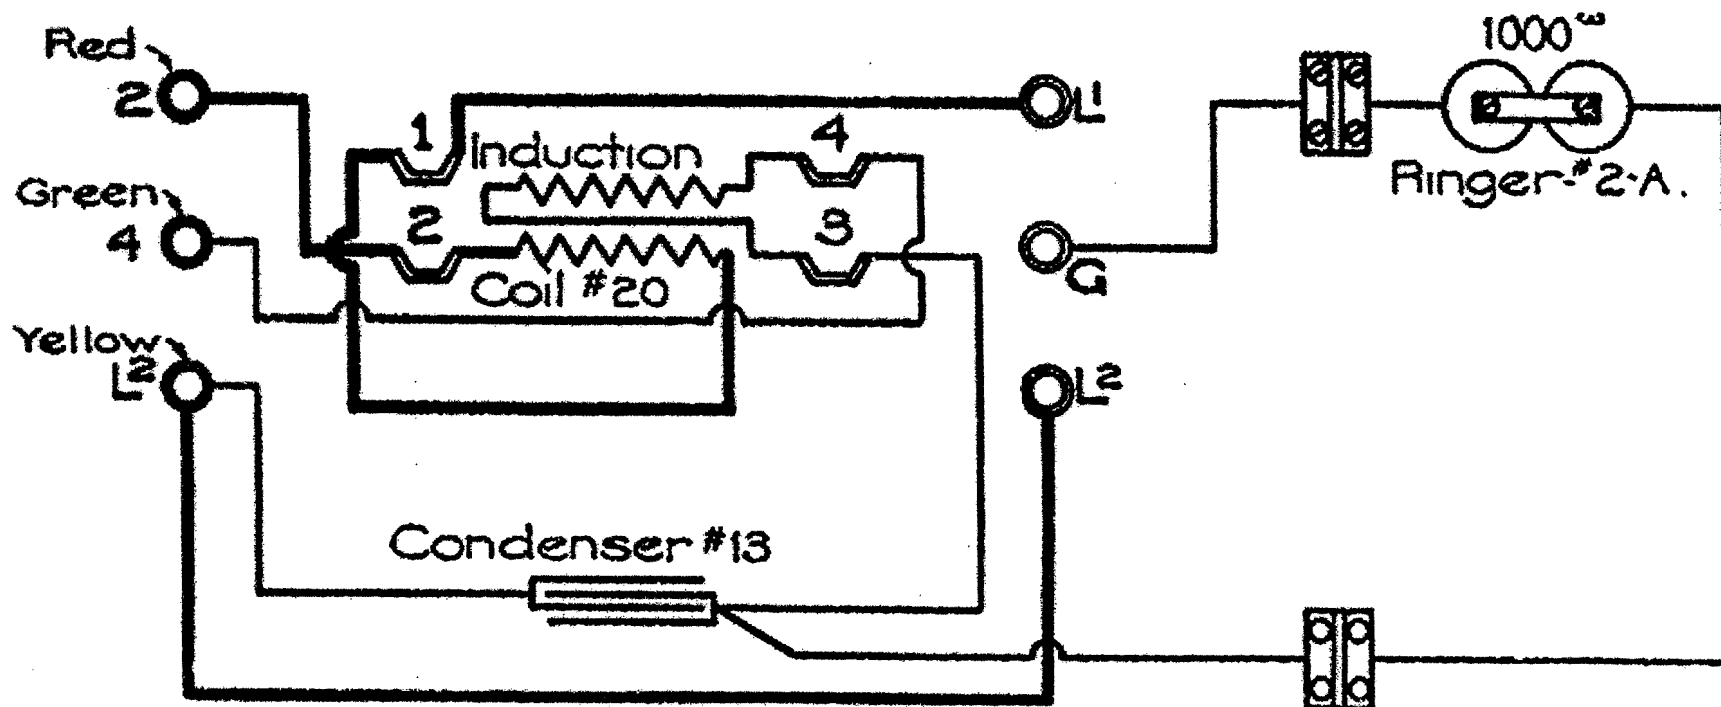 Red
2
Green
4
Yellow
L2
1
Induction
4
2
3
Coil #20
Condenser #13
L1
G
L2
1000 ω
Ringer-#2-A.